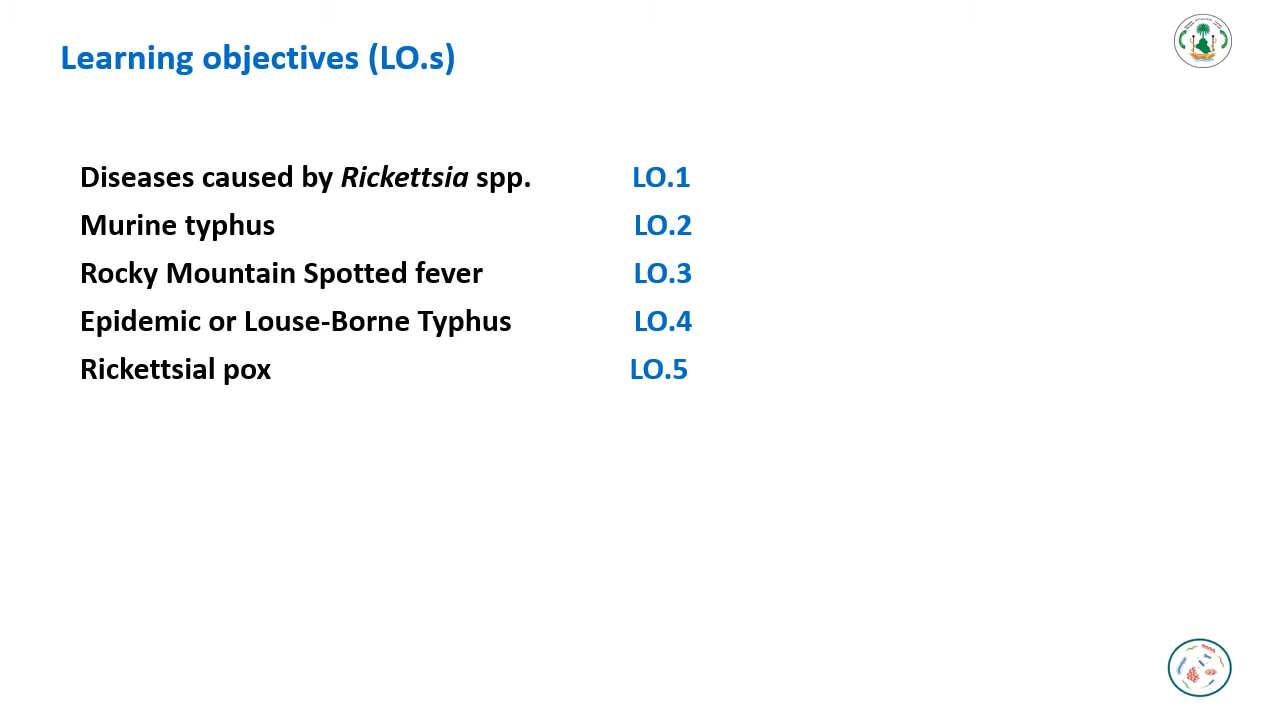 Learning objectives (LO.s)
Diseases caused by Rickettsia spp. LO.1
Murine typhus LO.2
Rocky Mountain Spotted fever LO.3
Epidemic or Louse-Borne Typhus LO.4
Rickettsial pox LO.5